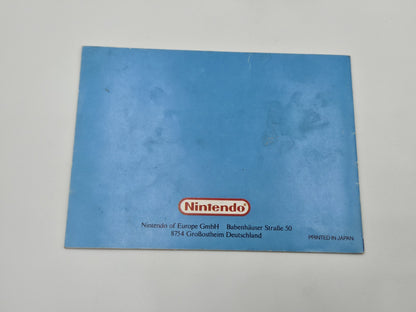 Nintendo
Nintendo of Europe GmbH Babenhäuser Straße 50
8754 Großostheim Deutschland
PRINTED IN JAPAN